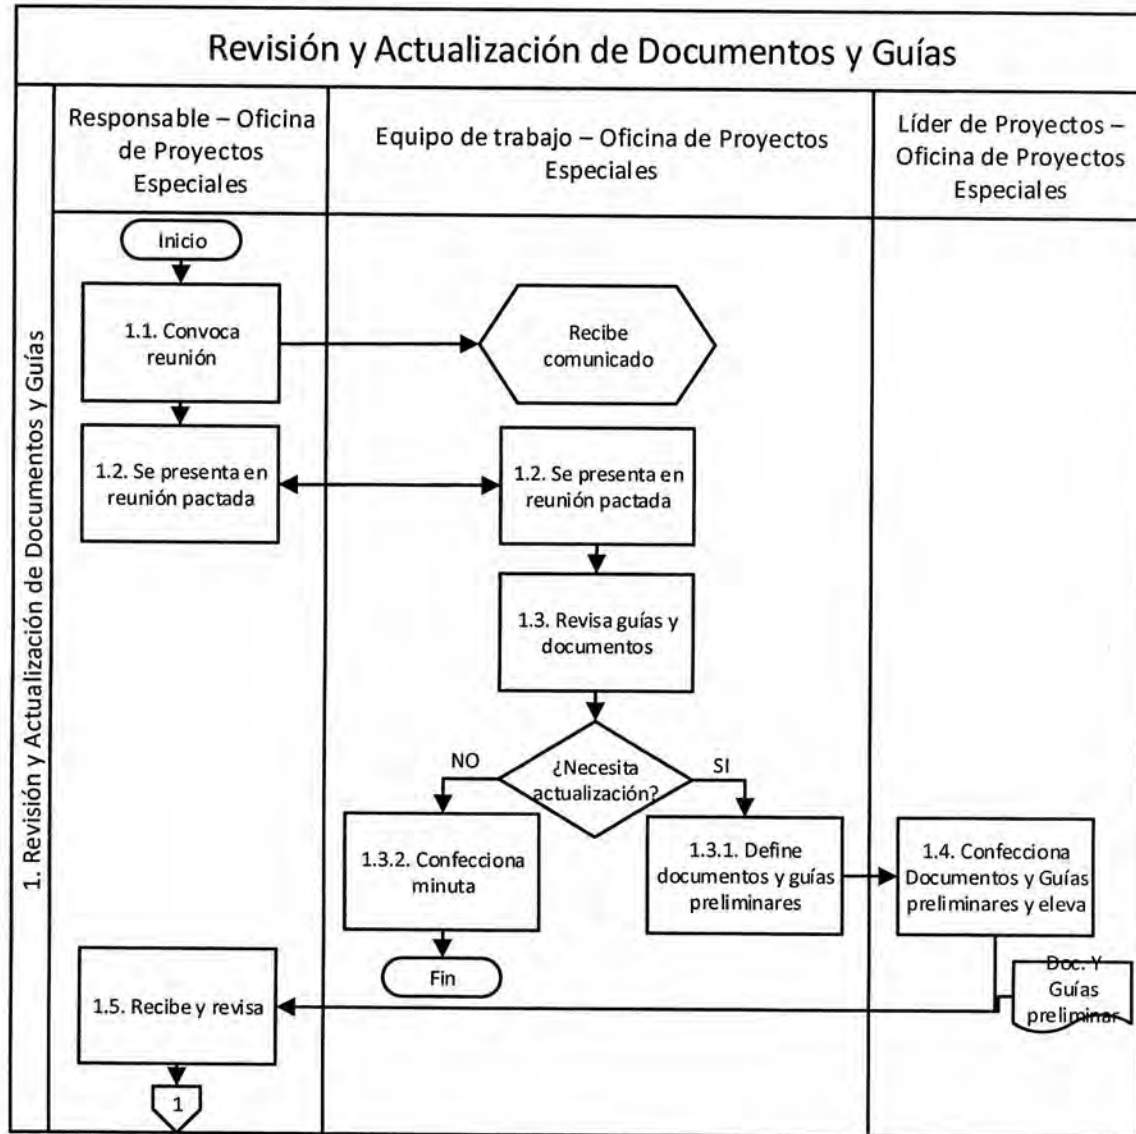 Revisión y Actualización de Documentos y Guías
1. Revisión y Actualización de Documentos y Guías
Responsable – Oficina
de Proyectos
Especiales
Equipo de trabajo – Oficina de Proyectos
Especiales
Líder de Proyectos –
Oficina de Proyectos
Especiales
Inicio
1.1. Convoca
reunión
Recibe
comunicado
1.2. Se presenta en
reunión pactada
1.2. Se presenta en
reunión pactada
1.3. Revisa guías y
documentos
¿Necesita
actualización?
NO
SI
1.3.2. Confecciona
minuta
1.3.1. Define
documentos y guías
preliminares
1.4. Confecciona
Documentos y Guías
preliminares y eleva
Fin
Doc. Y
Guías
preliminar
1.5. Recibe y revisa
1